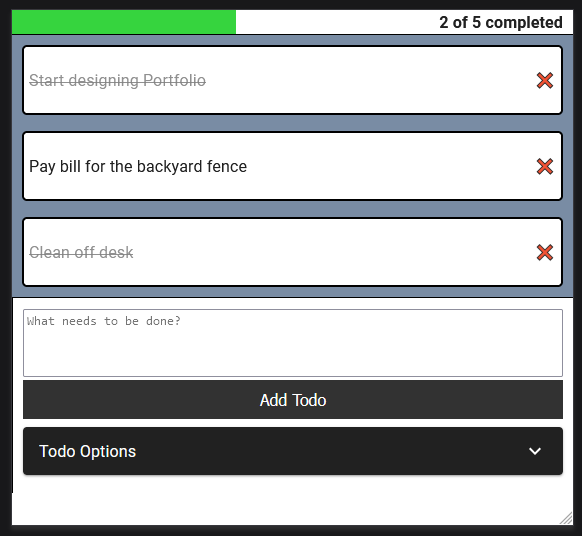 2 of 5 completed
Start designing Portfolio
Pay bill for the backyard fence
Clean off desk
What needs to be done?
Add Todo
Todo Options